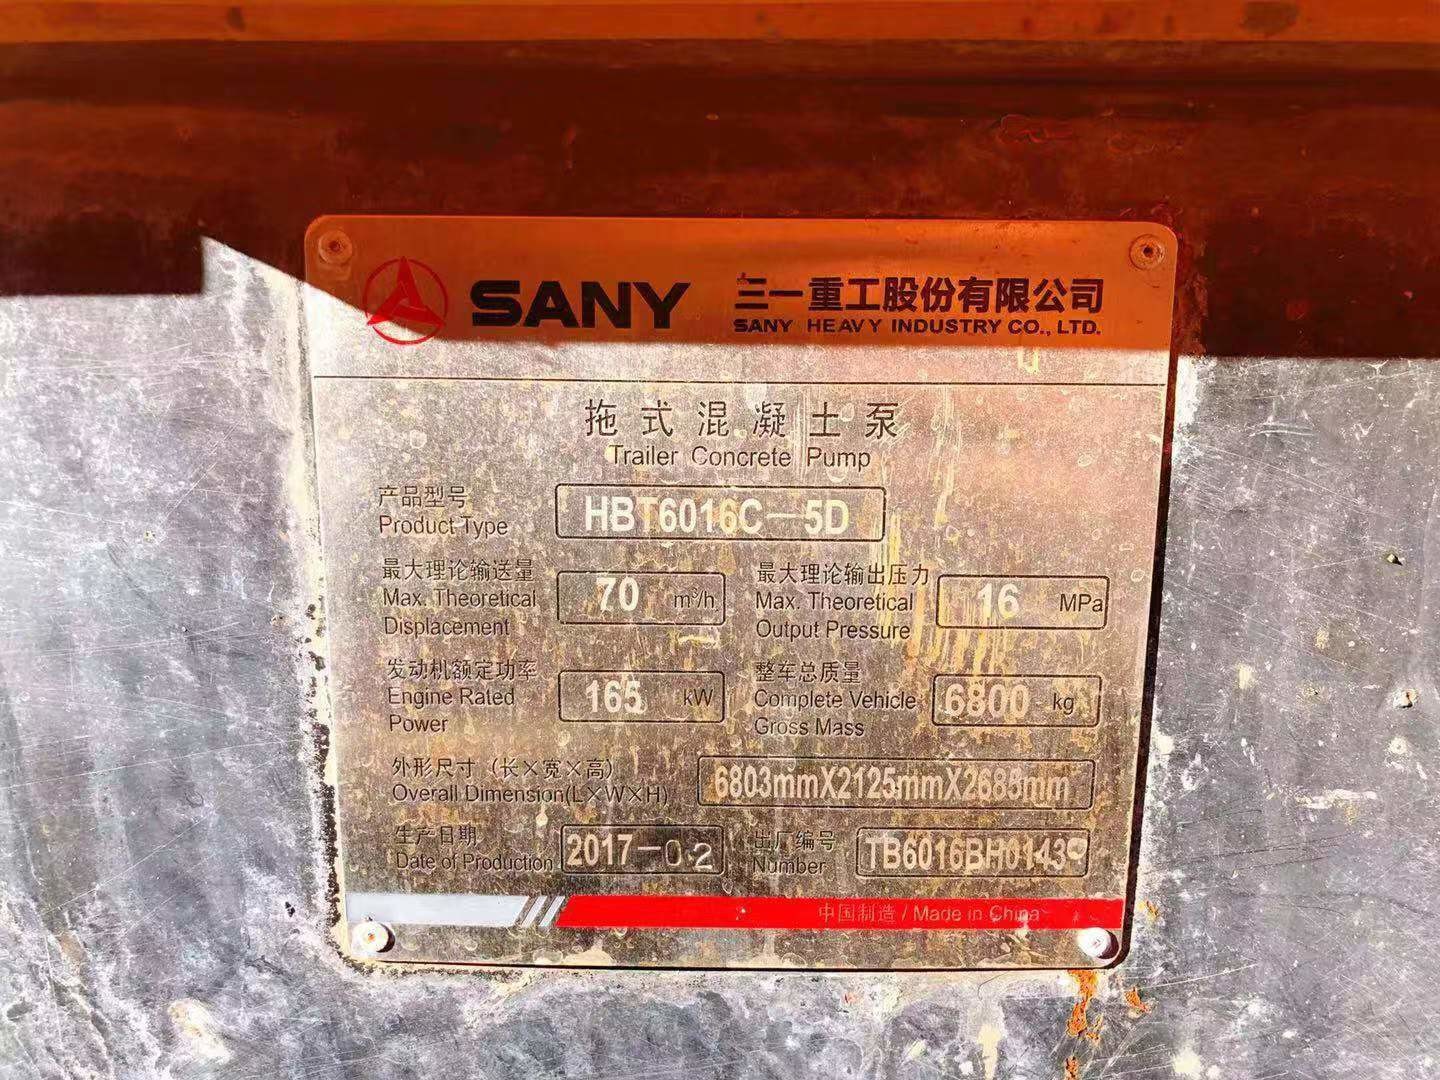 SANY 三一重工股份有限公司
SANY HEAVY INDUSTRY CO., LTD.
拖式混凝土泵
Trailer Concrete Pump
产品型号
Product Type
HBT6016C-5D
最大理论输送量
Max. Theoretical
Displacement
70 m³/h
最大理论输出压力
Max. Theoretical
Output Pressure
16 MPa
发动机额定功率
Engine Rated
Power
165 kW
整车总质量
Complete Vehicle
Gross Mass
6800 kg
外形尺寸 (长×宽×高)
Overall Dimension(L×W×H)
6803mmX2125mmX2685mm
生产日期
Date of Production
2017-02
出厂编号
Number
中国制造 / Made in China